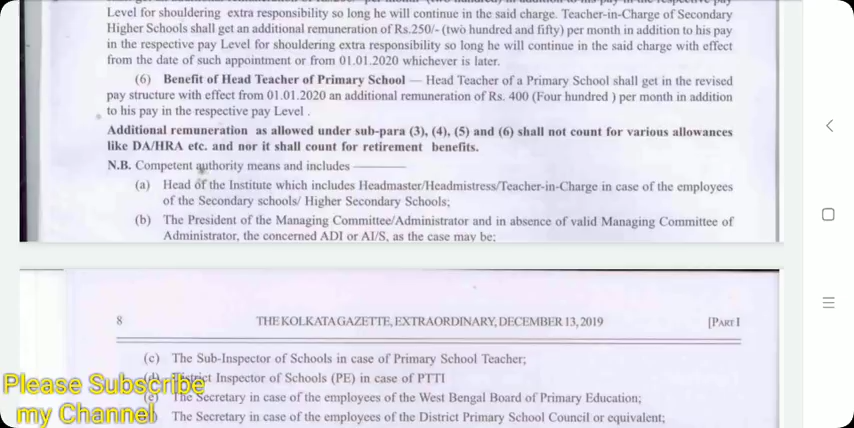 Level for shouldering extra responsibility so long he will continue in the said charge. Teacher-in-Charge of Secondary
Higher Schools shall get an additional remuneration of Rs.250/- (two hundred and fifty) per month in addition to his pay
in the respective pay Level for shouldering extra responsibility so long he will continue in the said charge with effect
from the date of such appointment or from 01.01.2020 whichever is later.
(6) Benefit of Head Teacher of Primary School — Head Teacher of a Primary School shall get in the revised
pay structure with effect from 01.01.2020 an additional remuneration of Rs. 400 (Four hundred ) per month in addition
to his pay in the respective pay Level .
Additional remuneration as allowed under sub-para (3), (4), (5) and (6) shall not count for various allowances
like DA/HRA etc. and nor it shall count for retirement benefits.
N.B. Competent authority means and includes ————
(a) Head of the Institute which includes Headmaster/Headmistress/Teacher-in-Charge in case of the employees
of the Secondary schools/ Higher Secondary Schools;
(b) The President of the Managing Committee/Administrator and in absence of valid Managing Committee of
Administrator, the concerned ADI or AI/S, as the case may be;
8 THE KOLKATA GAZETTE, EXTRAORDINARY, DECEMBER 13, 2019 [PART I
(c) The Sub-Inspector of Schools in case of Primary School Teacher;
District Inspector of Schools (PE) in case of PTTI
(e) The Secretary in case of the employees of the West Bengal Board of Primary Education;
The Secretary in case of the employees of the District Primary School Council or equivalent;
Please Subscribe
my Channel